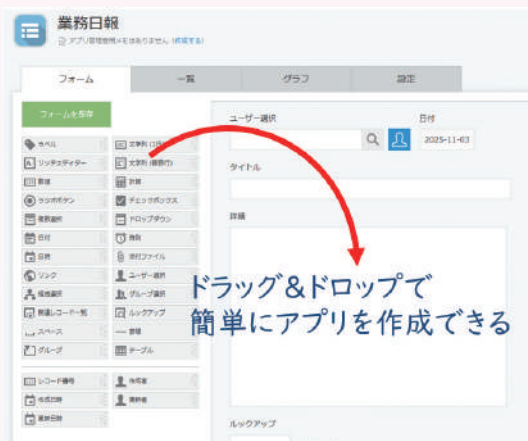 業務日報
アプリ管理者用メモはありません (作成する)
フォーム
一覧
グラフ
設定
フォームを保存
ラベル
文字列 (1行)
リッチエディター
文字列 (複数行)
数値
計算
ラジオボタン
チェックボックス
複数選択
ドロップダウン
日付
時刻
日時
添付ファイル
リンク
ユーザー選択
組織選択
グループ選択
関連レコード一覧
ルックアップ
スペース
罫線
グループ
テーブル
レコード番号
作成者
作成日時
更新者
更新日時
ユーザー選択
日付
2025-11-03
タイトル
詳細
ドラッグ&ドロップで
簡単にアプリを作成できる
ルックアップ